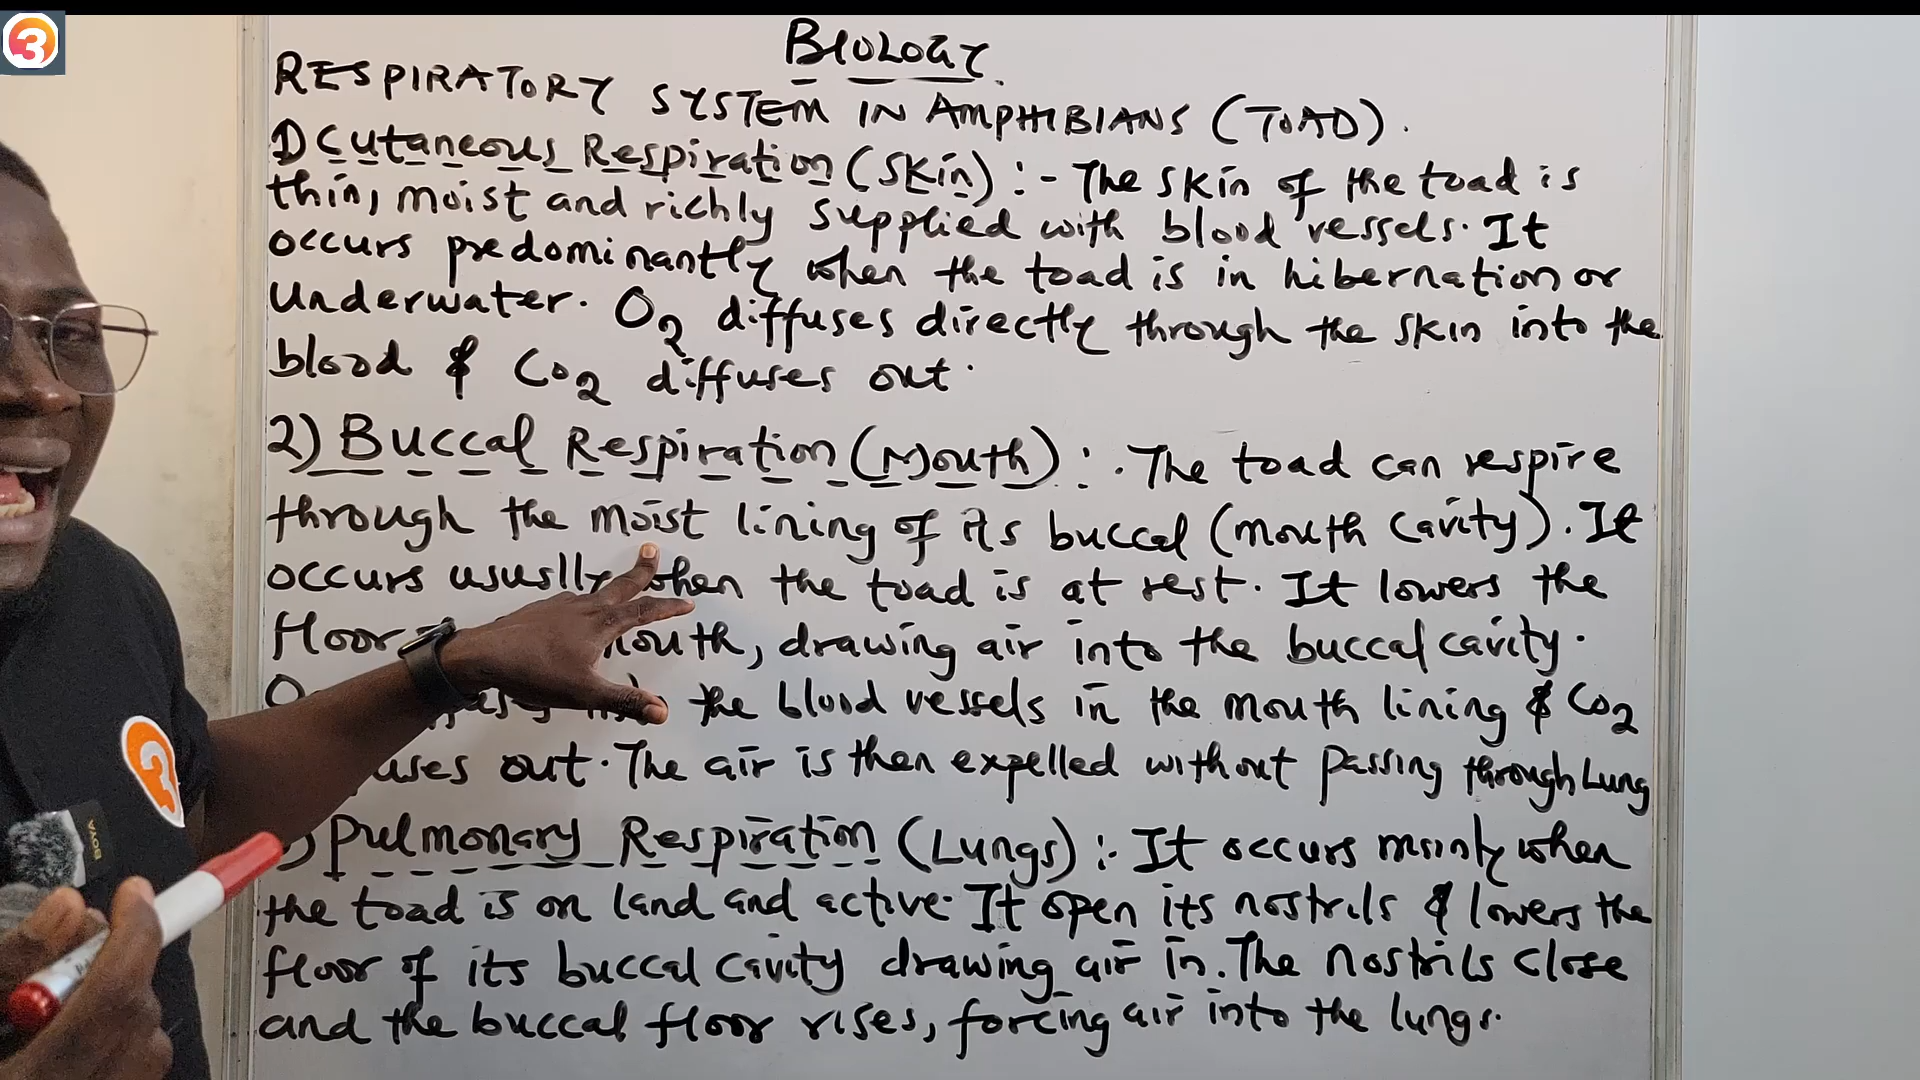 3
BIOLOGY
RESPIRATORY SYSTEM IN AMPHIBIANS (TOAD).
1) Cutaneous Respiration (Skin) :- The skin of the toad is
thin, moist and richly supplied with blood vessels. It
occurs predominantly when the toad is in hibernation or
underwater. O2 diffuses directly through the skin into the
blood & CO2 diffuses out.
2) Buccal Respiration (Mouth) :. The toad can respire
through the moist lining of its buccal (mouth cavity). It
occurs ususlly when the toad is at rest. It lowers the
floor mouth, drawing air into the buccal cavity.
the blood vessels in the mouth lining & CO2
uses out. The air is then expelled without passing through Lung
) Pulmonary Respiration (Lungs) :- It occurs mainly when
the toad is on land and active. It open its nostrils & lowers the
floor of its buccal cavity drawing air in. The nostrils close
and the buccal floor rises, forcing air into the lungs.
3
BOYA